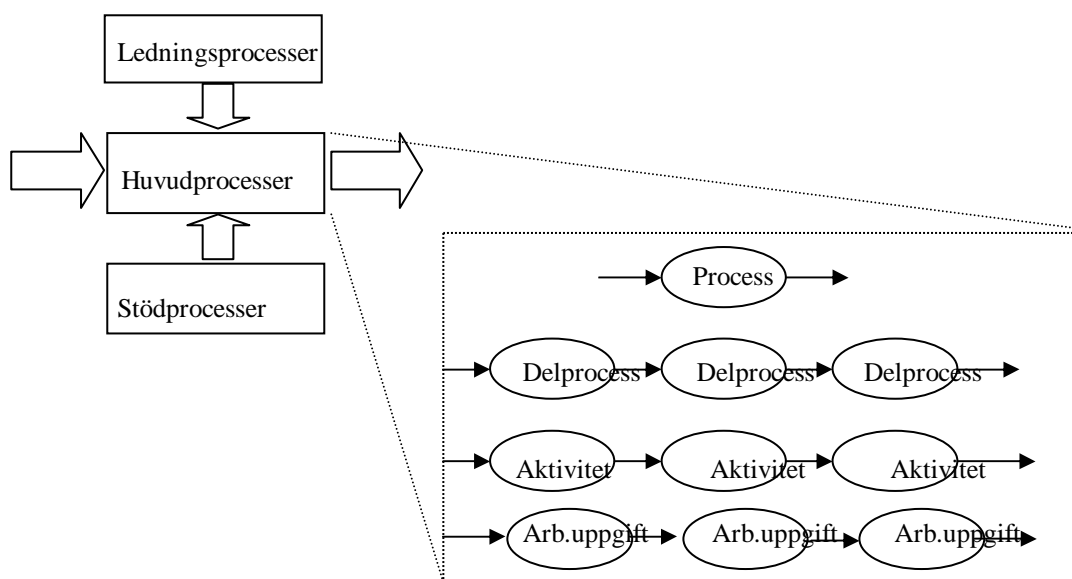 Ledningsprocesser
Huvudprocesser
Stödprocesser
Process
Delprocess Delprocess Delprocess
Aktivitet Aktivitet Aktivitet
Arb.uppgift Arb.uppgift Arb.uppgift